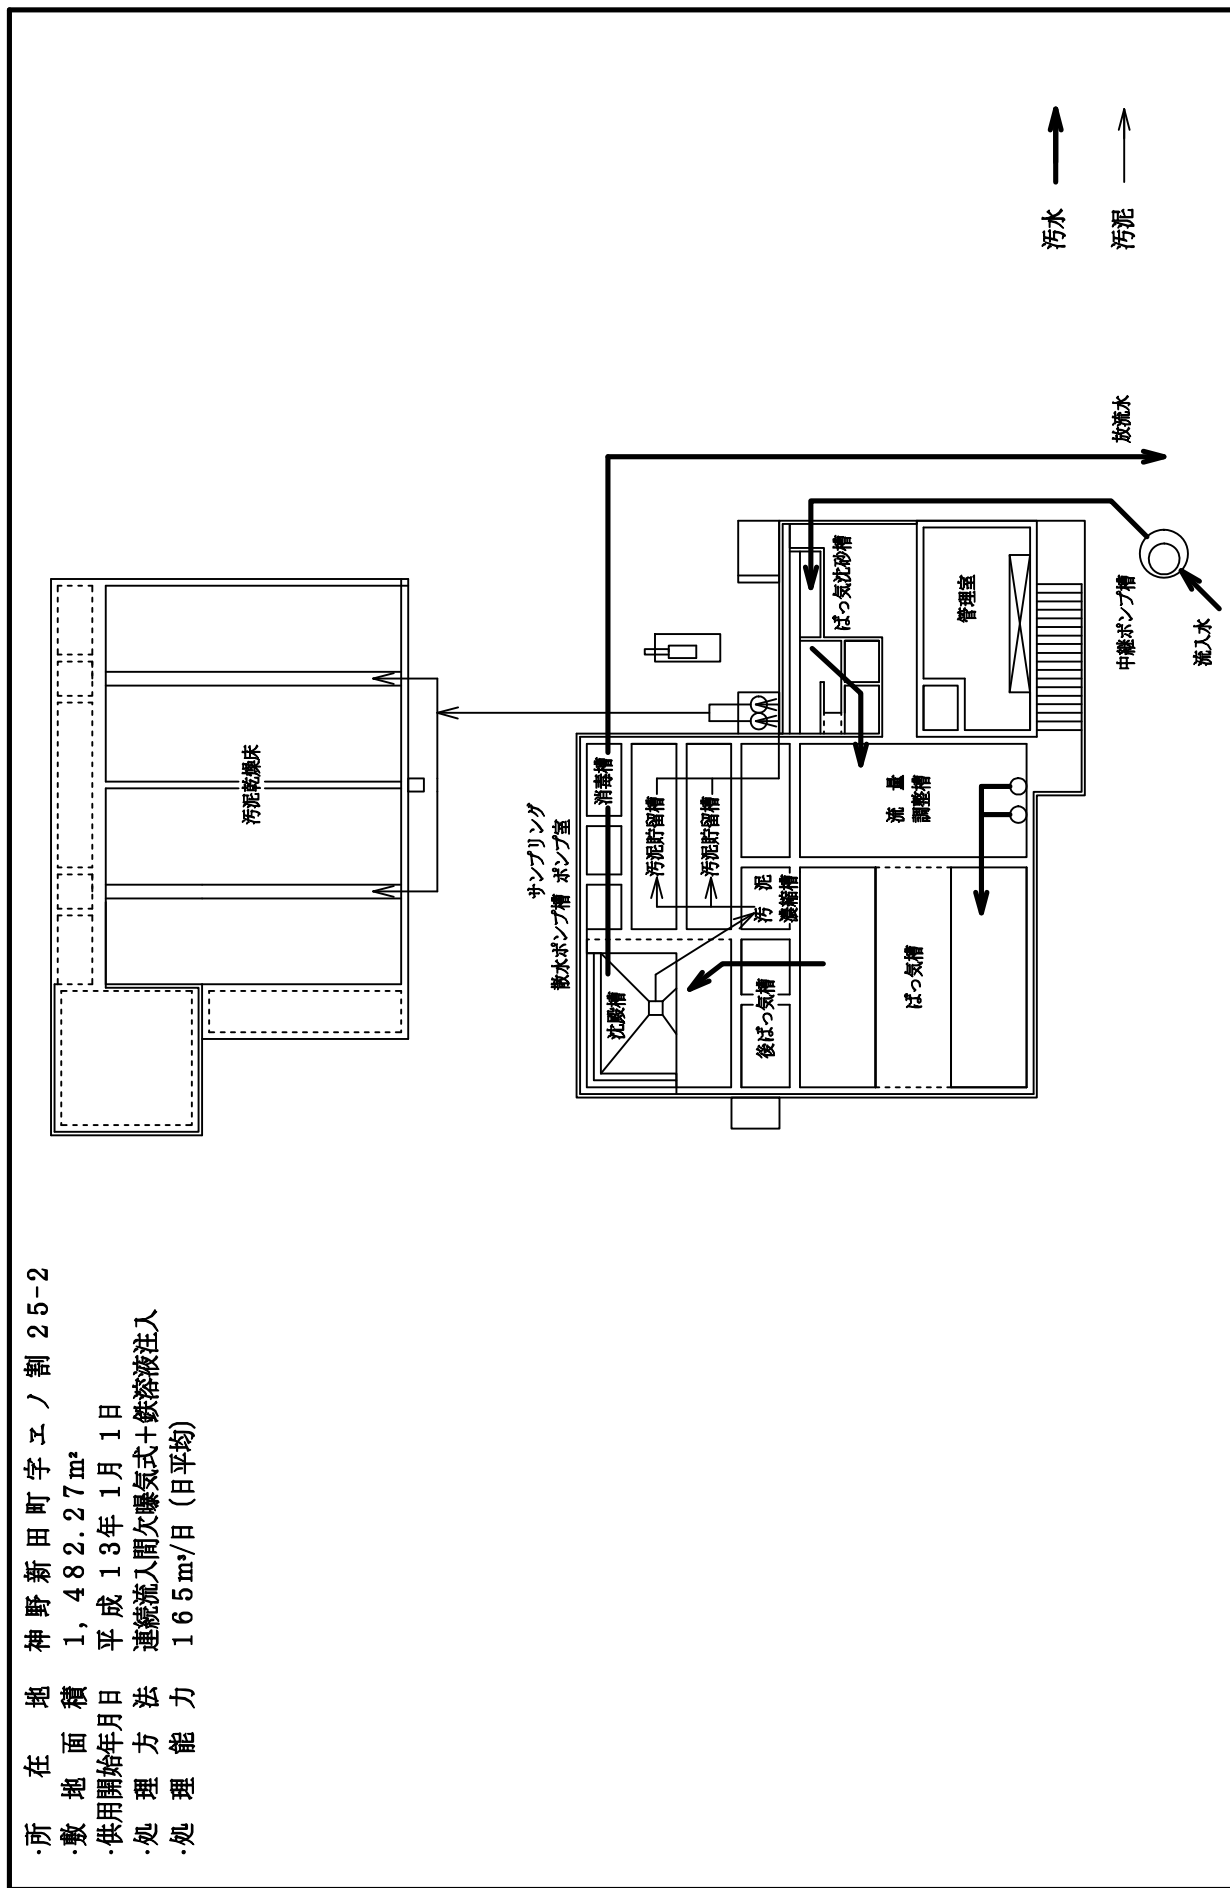 ・所在地 神野新田町字ヱノ割25-2
・敷地面積 1,482.27m²
・供用開始年月日 平成13年1月1日
・処理方法 連続流入間欠曝気式＋鉄溶液注入
・処理能力 165m³/日(日平均)
汚泥乾燥床
サンプリング
散水ポンプ槽 ポンプ室
沈殿槽
消毒槽
汚泥貯留槽
汚泥貯留槽
汚泥
濃縮槽
後ばっ気槽
ばっ気槽
流量
調整槽
ばっ気沈砂槽
管理室
中継ポンプ槽
流入水
放流水
汚水
汚泥